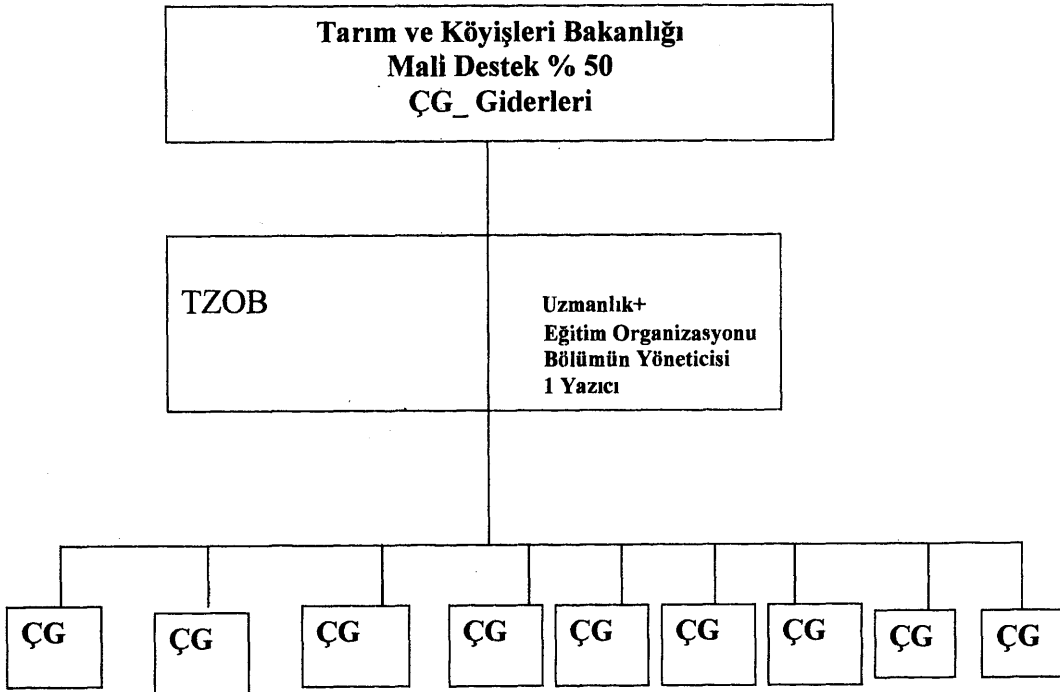 Tarım ve Köyişleri Bakanlığı
Mali Destek % 50
ÇG_ Giderleri
TZOB
Uzmanlık+
Eğitim Organizasyonu
Bölümün Yöneticisi
1 Yazıcı
ÇG
ÇG
ÇG
ÇG
ÇG
ÇG
ÇG
ÇG
ÇG